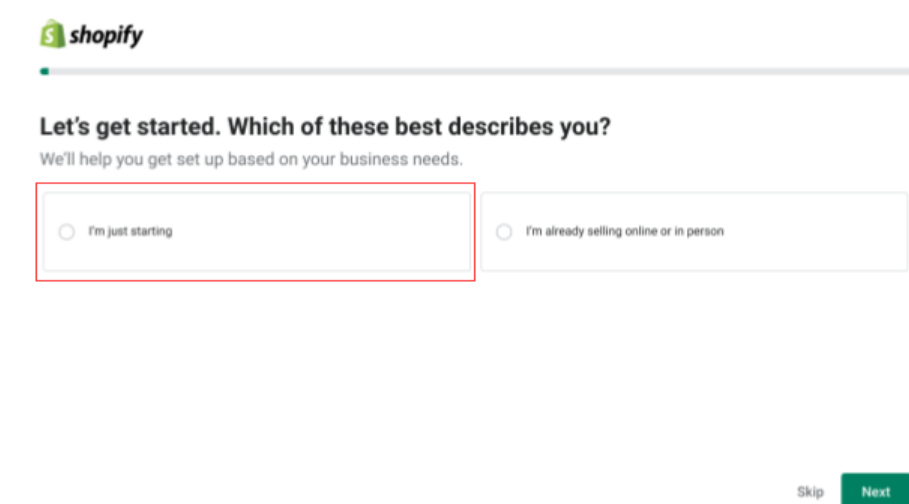 shopify
Let's get started. Which of these best describes you?
We'll help you get set up based on your business needs.
I'm just starting
I'm already selling online or in person
Skip
Next